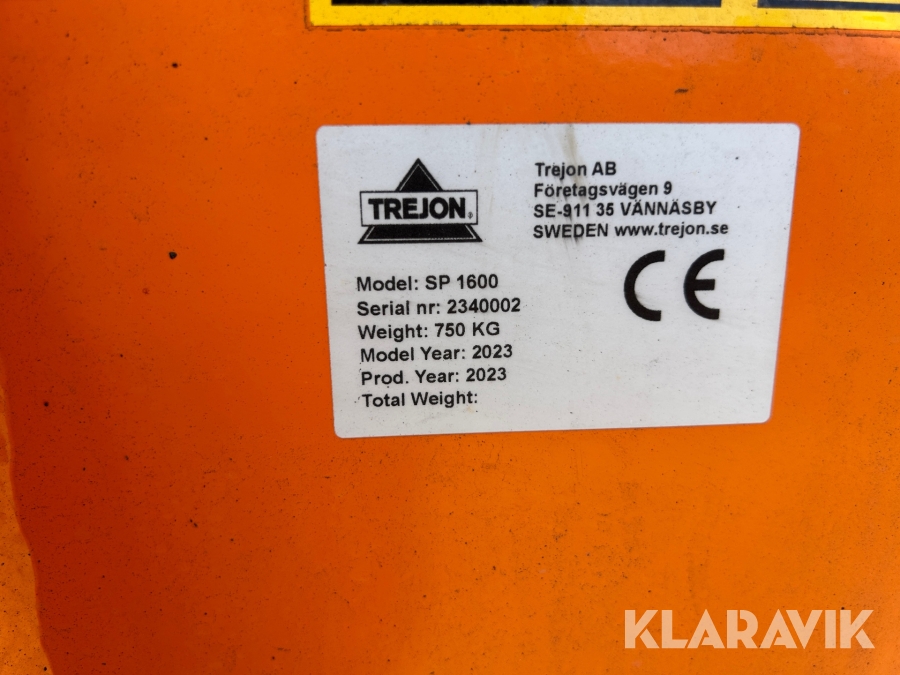 TREJON
Trejon AB
Företagsvägen 9
SE-911 35 VÄNNÄSBY
SWEDEN www.trejon.se
CE
Model: SP 1600
Serial nr: 2340002
Weight: 750 KG
Model Year: 2023
Prod. Year: 2023
Total Weight:
KLARAVIK